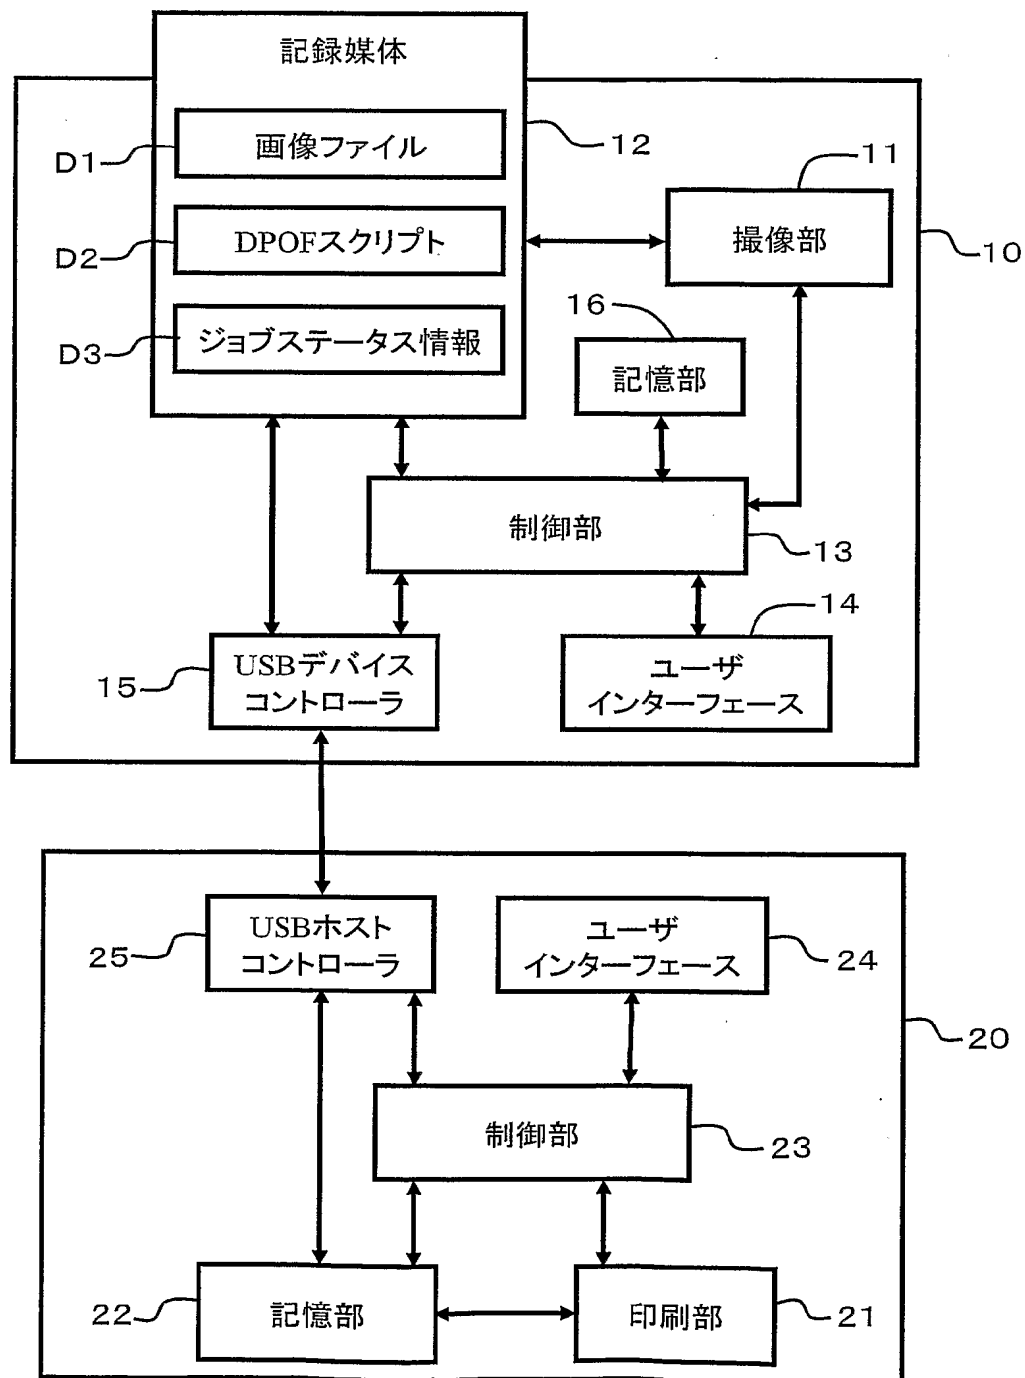 記録媒体
画像ファイル
D1
12
11
DPOFスクリプト
D2
撮像部
10
16
ジョブステータス情報
D3
記憶部
制御部
13
14
USBデバイス
コントローラ
15
ユーザ
インターフェース
USBホスト
コントローラ
25
ユーザ
インターフェース
24
20
制御部
23
記憶部
22
印刷部
21